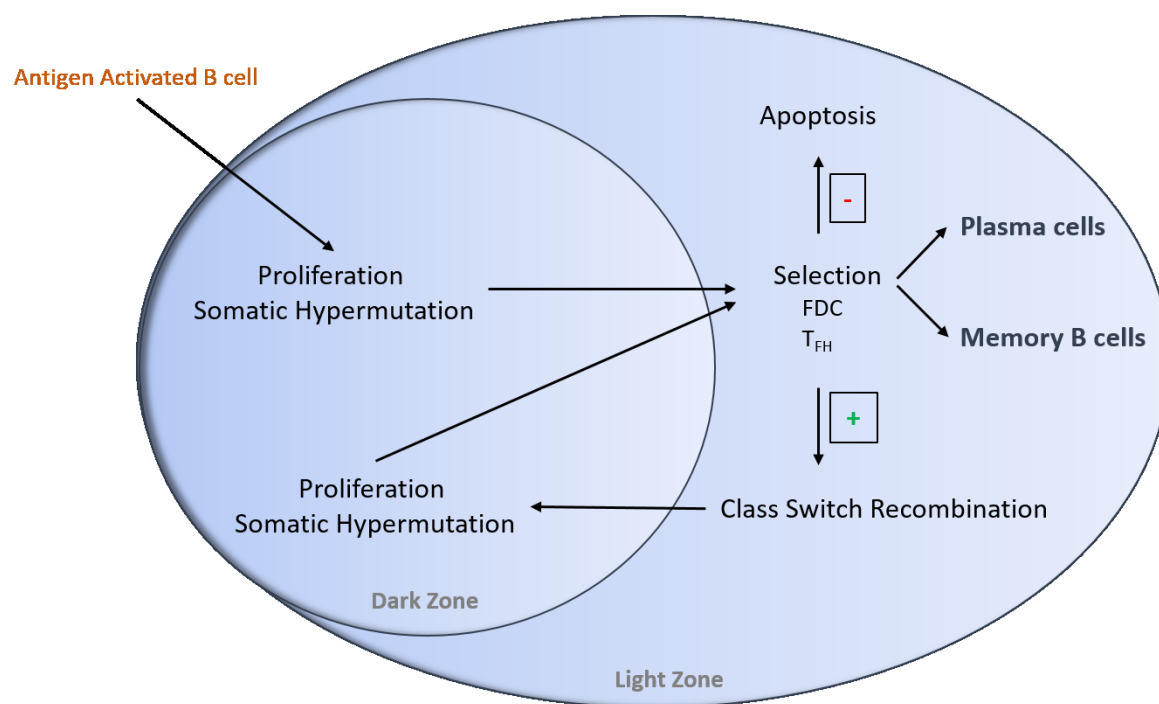 Antigen Activated B cell
Apoptosis
-
Plasma cells
Proliferation
Somatic Hypermutation
Selection
FDC
TFH
Memory B cells
+
Proliferation
Somatic Hypermutation
Class Switch Recombination
Dark Zone
Light Zone